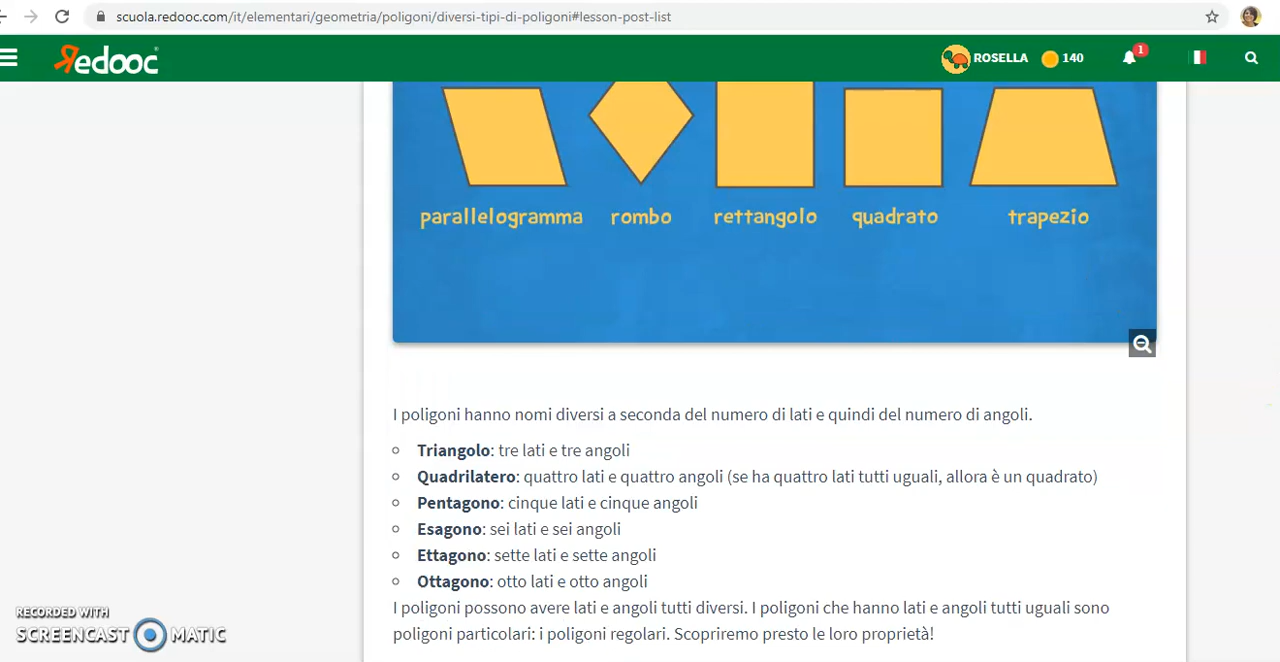 scuola.redooc.com/it/elementari/geometria/poligoni/diversi-tipi-di-poligoni#lesson-post-list
Redooc
ROSELLA
140
1
parallelogramma
rombo
rettangolo
quadrato
trapezio
I poligoni hanno nomi diversi a seconda del numero di lati e quindi del numero di angoli.
Triangolo: tre lati e tre angoli
Quadrilatero: quattro lati e quattro angoli (se ha quattro lati tutti uguali, allora è un quadrato)
Pentagono: cinque lati e cinque angoli
Esagono: sei lati e sei angoli
Ettagono: sette lati e sette angoli
Ottagono: otto lati e otto angoli
I poligoni possono avere lati e angoli tutti diversi. I poligoni che hanno lati e angoli tutti uguali sono
poligoni particolari: i poligoni regolari. Scopriremo presto le loro proprietà!
RECORDED WITH
SCREENCAST MATIC